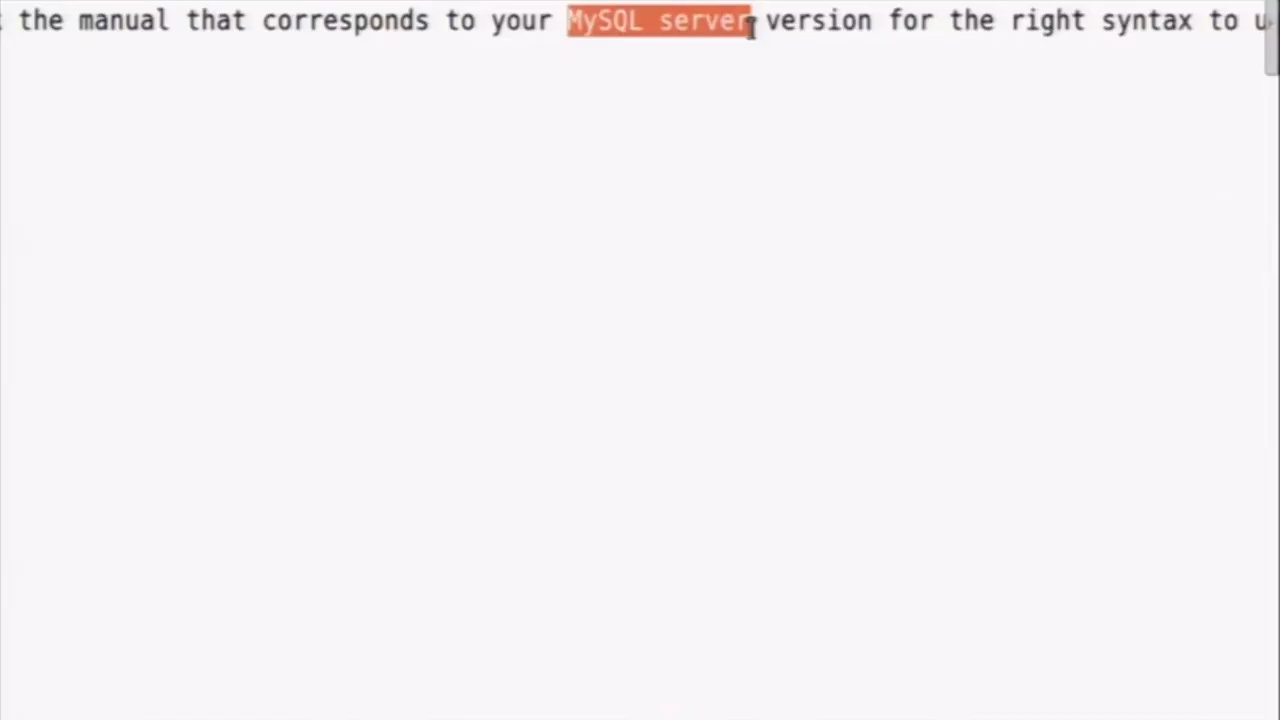 the manual that corresponds to your MySQL server version for the right syntax to